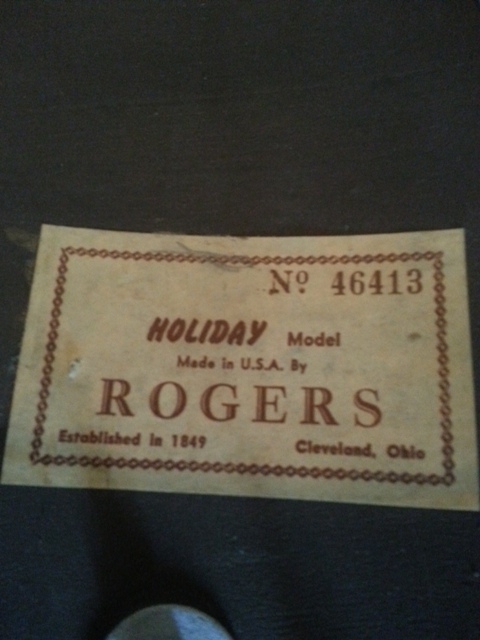 Nº 46413
HOLIDAY Model
Made in U.S.A. By
ROGERS
Established in 1849 Cleveland, Ohio